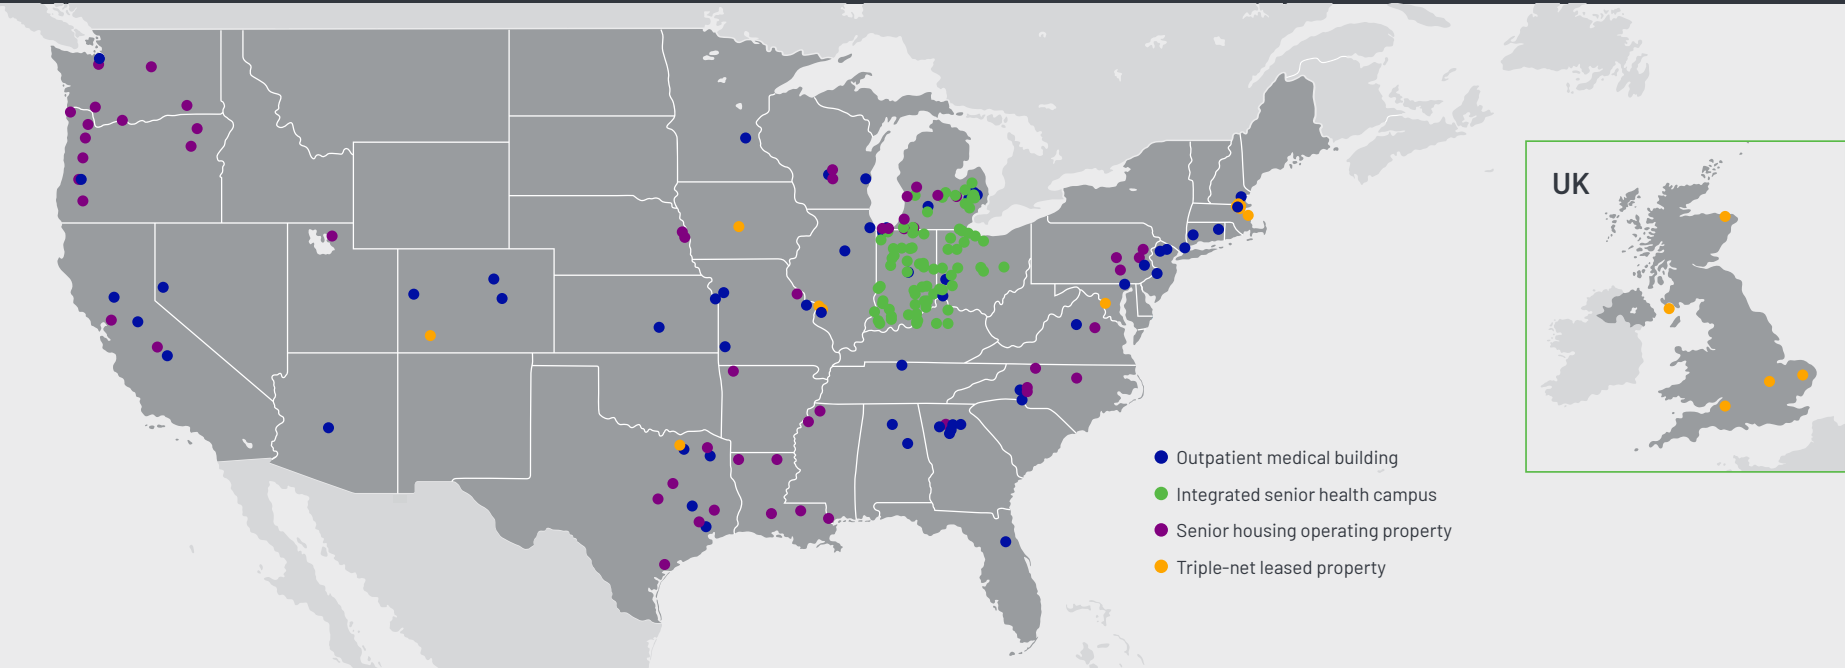 UK
Outpatient medical building
Integrated senior health campus
Senior housing operating property
Triple-net leased property